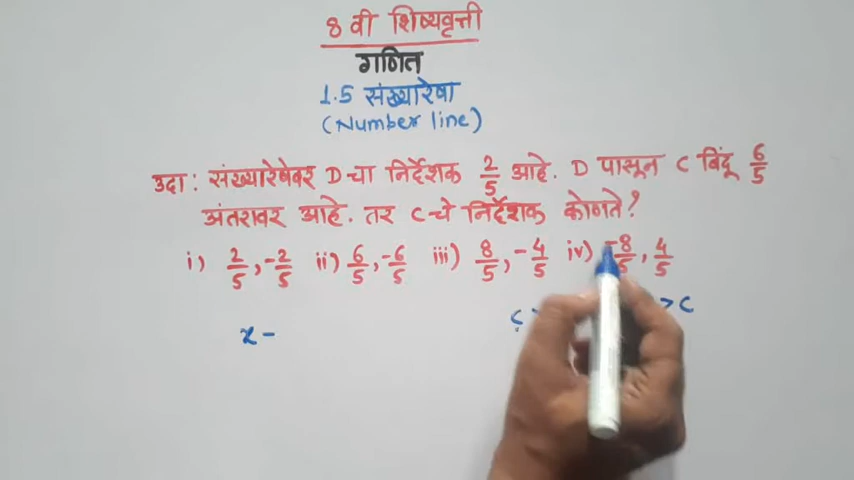 8 वी शिष्यवृत्ती
गणित
1.5 संख्यारेषा
(Number line)
उदा : संख्यारेषेवर D चा निर्देशक 2/5 आहे. D पासून C बिंदू 6/5
अंतरावर आहे. तर C चे निर्देशक कोणते?
i) 2/5, -2/5 ii) 6/5, -6/5 iii) 8/5, -4/5 iv) -8/5, 4/5
C > C
x -